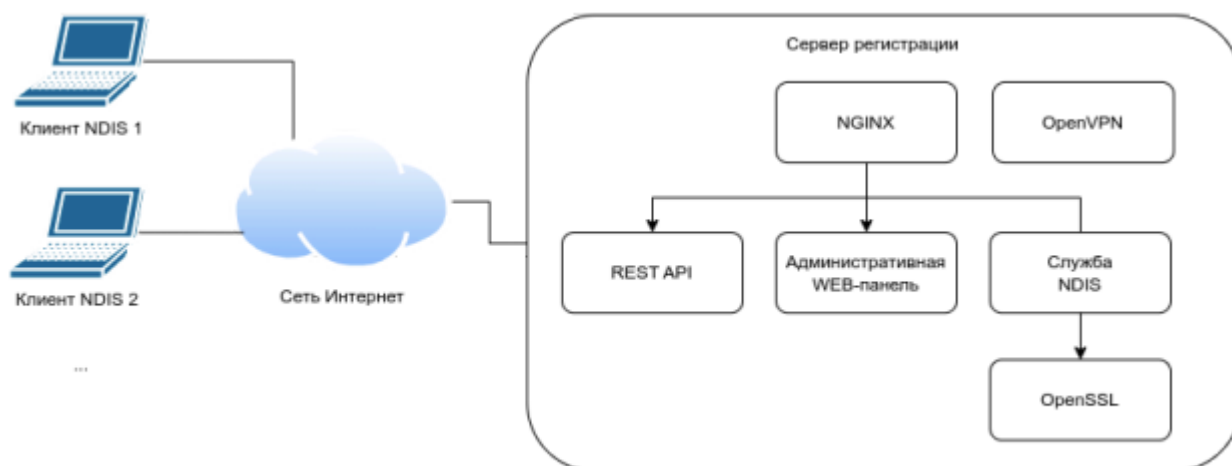 Сервер регистрации
NGINX
OpenVPN
Клиент NDIS 1
REST API
Административная
WEB-панель
Служба
NDIS
Клиент NDIS 2
Сеть Интернет
...
OpenSSL